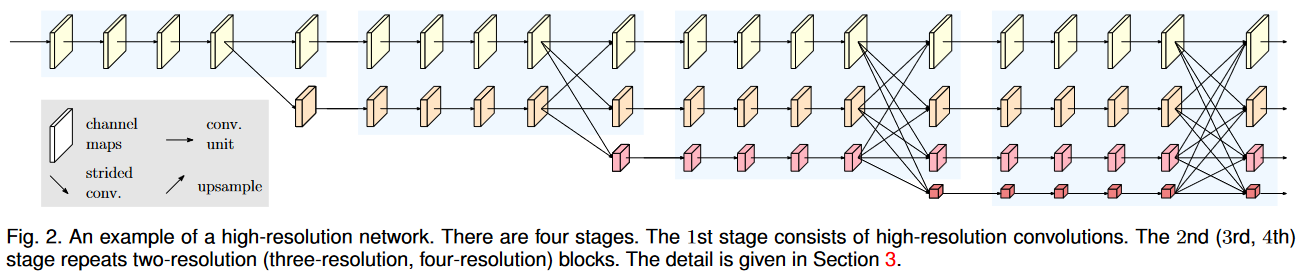 channel
maps
conv.
unit
strided
conv.
upsample
Fig. 2. An example of a high-resolution network. There are four stages. The 1st stage consists of high-resolution convolutions. The 2nd (3rd, 4th)
stage repeats two-resolution (three-resolution, four-resolution) blocks. The detail is given in Section 3.